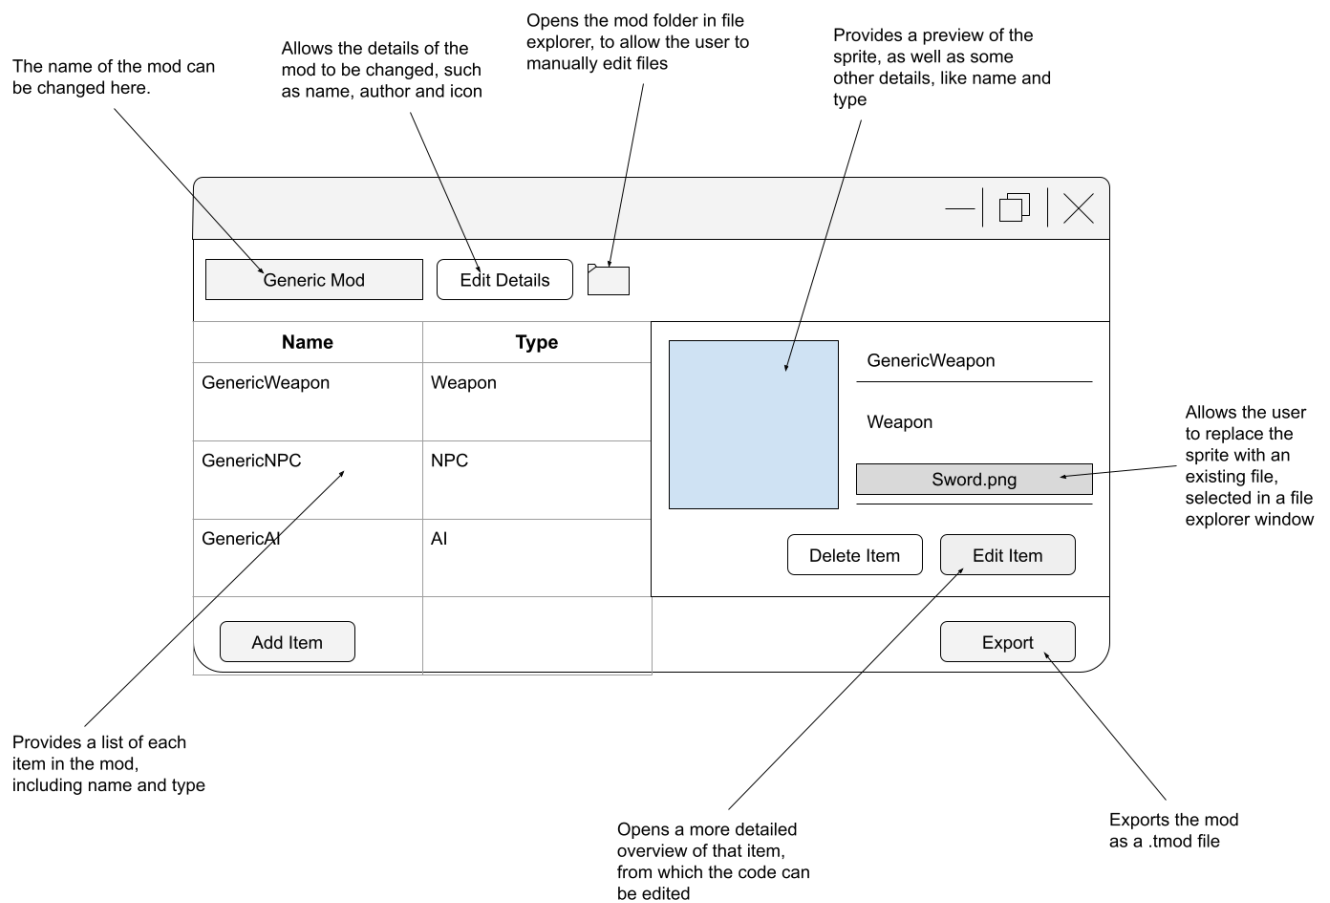 Opens the mod folder in file
explorer, to allow the user to
manually edit files
Provides a preview of the
sprite, as well as some
other details, like name and
type
Allows the details of the
mod to be changed, such
as name, author and icon
The name of the mod can
be changed here.
Generic Mod
Edit Details
Name
Type
GenericWeapon
Weapon
GenericNPC
NPC
GenericAI
AI
Add Item
GenericWeapon
Weapon
Sword.png
Delete Item
Edit Item
Export
Allows the user
to replace the
sprite with an
existing file,
selected in a file
explorer window
Provides a list of each
item in the mod,
including name and type
Opens a more detailed
overview of that item,
from which the code can
be edited
Exports the mod
as a .tmod file